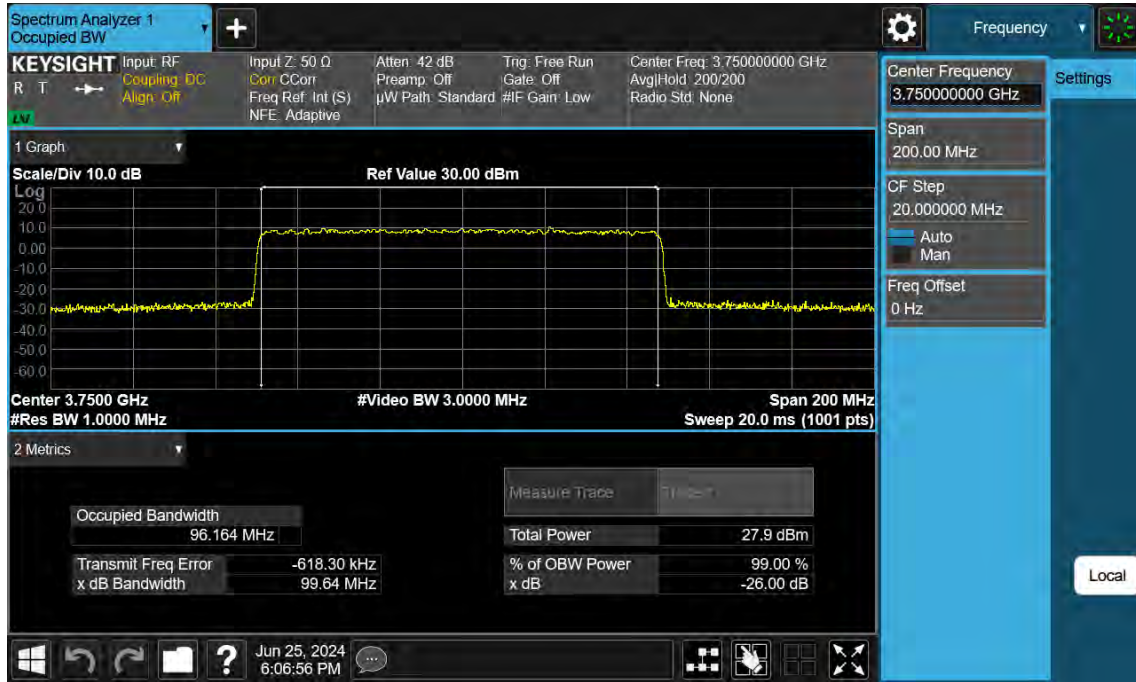 Spectrum Analyzer 1
Occupied BW
Frequency
KEYSIGHT
R T
LXI
Input: RF
Coupling: DC
Align: Off
Input Z: 50 Ω
Corr CCorr
Freq Ref: Int (S)
NFE: Adaptive
Atten: 42 dB
Preamp: Off
µW Path: Standard
Trig: Free Run
Gate: Off
#IF Gain: Low
Center Freq: 3.750000000 GHz
Avg|Hold: 200/200
Radio Std: None
1 Graph
Scale/Div 10.0 dB
Ref Value 30.00 dBm
Log
20.0
10.0
0.00
-10.0
-20.0
-30.0
-40.0
-50.0
-60.0
Center 3.7500 GHz
#Video BW 3.0000 MHz
Span 200 MHz
#Res BW 1.0000 MHz
Sweep 20.0 ms (1001 pts)
2 Metrics
Measure Trace
Occupied Bandwidth
96.164 MHz
Total Power 27.9 dBm
Transmit Freq Error -618.30 kHz
% of OBW Power 99.00 %
x dB Bandwidth 99.64 MHz
x dB -26.00 dB
Center Frequency
3.750000000 GHz
Settings
Span
200.00 MHz
CF Step
20.000000 MHz
Auto
Man
Freq Offset
0 Hz
Local
?
Jun 25, 2024
6:06:56 PM